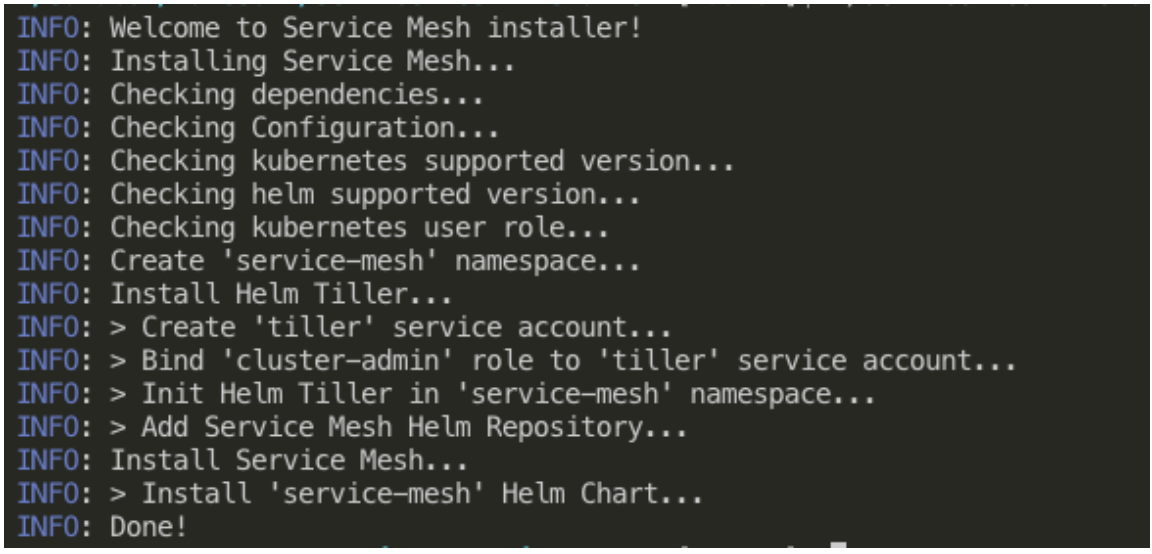 INFO: Welcome to Service Mesh installer!
INFO: Installing Service Mesh...
INFO: Checking dependencies...
INFO: Checking Configuration...
INFO: Checking kubernetes supported version...
INFO: Checking helm supported version...
INFO: Checking kubernetes user role...
INFO: Create 'service-mesh' namespace...
INFO: Install Helm Tiller...
INFO: > Create 'tiller' service account...
INFO: > Bind 'cluster-admin' role to 'tiller' service account...
INFO: > Init Helm Tiller in 'service-mesh' namespace...
INFO: > Add Service Mesh Helm Repository...
INFO: Install Service Mesh...
INFO: > Install 'service-mesh' Helm Chart...
INFO: Done!